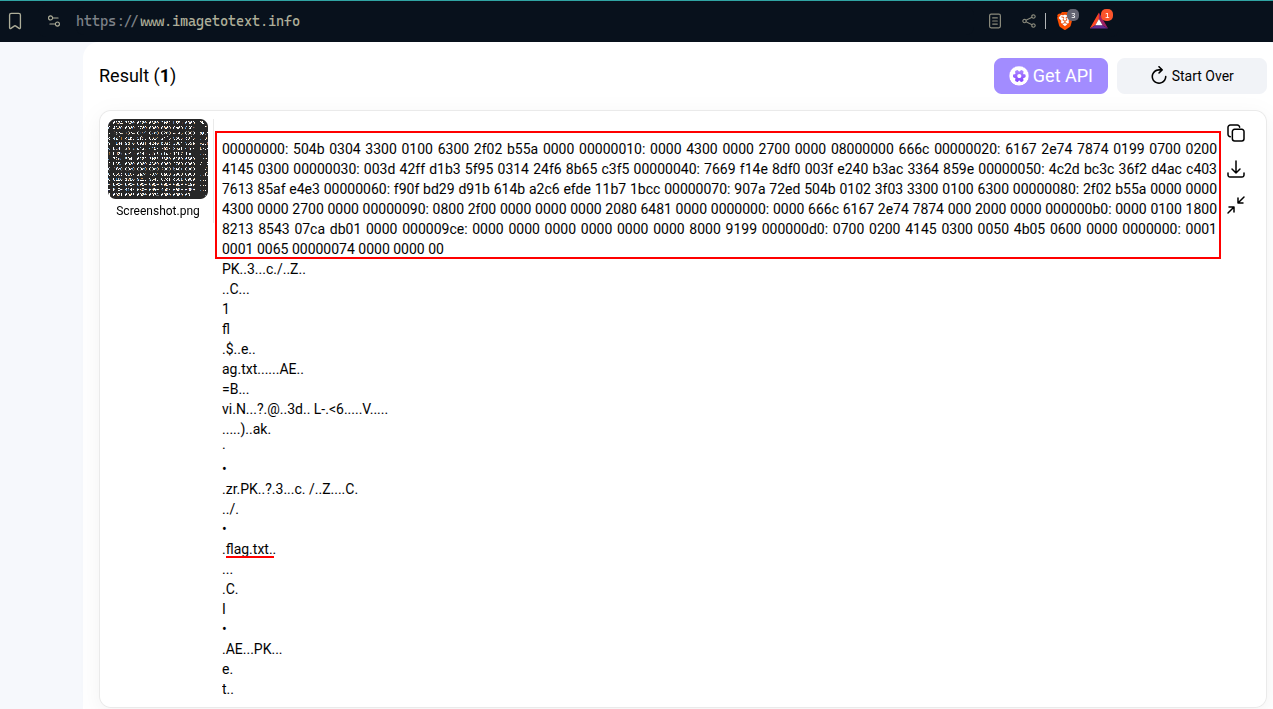 https://www.imagetotext.info
3
1
Result (1)
Get API
Start Over
Screenshot.png
00000000: 504b 0304 3300 0100 6300 2f02 b55a 0000 00000010: 0000 4300 0000 2700 0000 08000000 666c 00000020: 6167 2e74 7874 0199 0700 0200
4145 0300 00000030: 003d 42ff d1b3 5f95 0314 24f6 8b65 c3f5 00000040: 7669 f14e 8df0 003f e240 b3ac 3364 859e 00000050: 4c2d bc3c 36f2 d4ac c403
7613 85af e4e3 00000060: f90f bd29 d91b 614b a2c6 efde 11b7 1bcc 00000070: 907a 72ed 504b 0102 3f03 3300 0100 6300 00000080: 2f02 b55a 0000 0000
4300 0000 2700 0000 00000090: 0800 2f00 0000 0000 0000 2080 6481 0000 0000000: 0000 666c 6167 2e74 7874 000 2000 0000 000000b0: 0000 0100 1800
8213 8543 07ca db01 0000 000009ce: 0000 0000 0000 0000 0000 0000 8000 9199 000000d0: 0700 0200 4145 0300 0050 4b05 0600 0000 0000000: 0001
0001 0065 00000074 0000 0000 00
PK..3...c./..Z..
..C...
1
fl
.$..e..
ag.txt......AE..
=B...
vi.N...?.@..3d.. L-.<6.....V.....
.....)..ak.
.
•
.zr.PK..?.3...c. /..Z....C.
../.
•
.flag.txt..
...
.C.
I
•
.AE...PK...
e.
t..